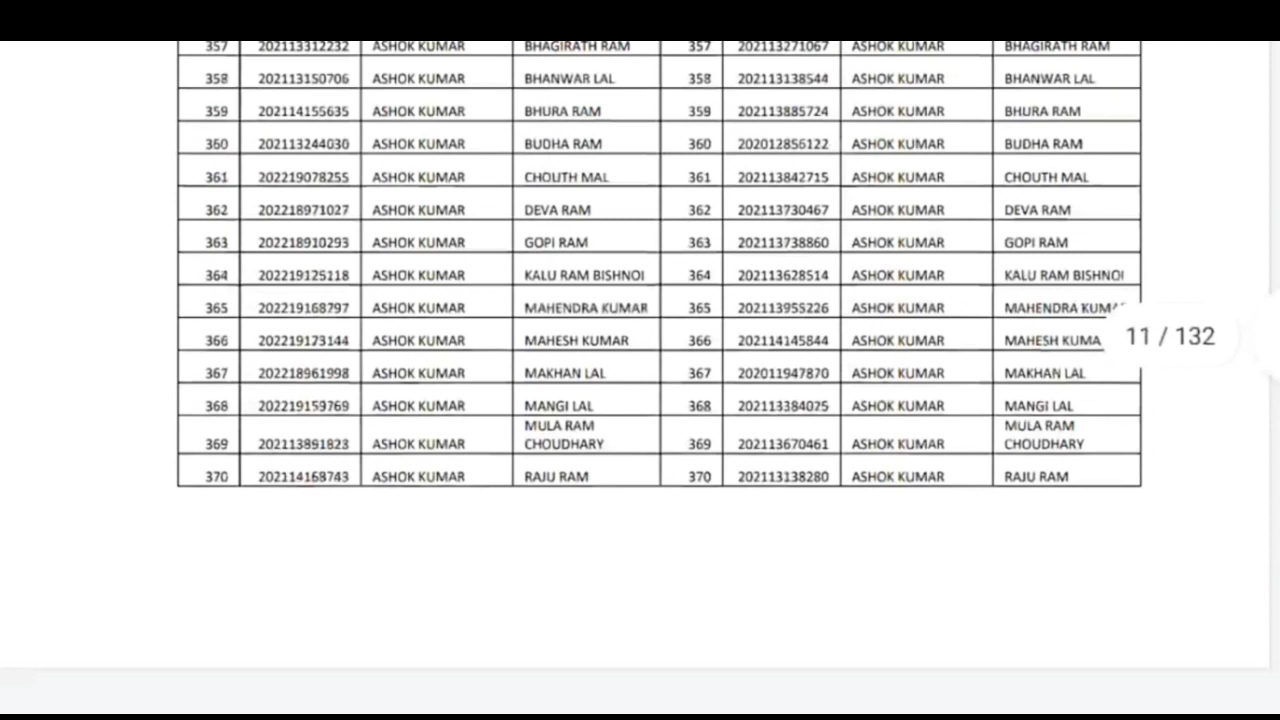 357 202113312232 ASHOK KUMAR BHAGIRATH RAM 357 202113271067 ASHOK KUMAR BHAGIRATH RAM
358 202113150706 ASHOK KUMAR BHANWAR LAL 358 202113138544 ASHOK KUMAR BHANWAR LAL
359 202114155635 ASHOK KUMAR BHURA RAM 359 202113885724 ASHOK KUMAR BHURA RAM
360 202113244030 ASHOK KUMAR BUDHA RAM 360 202012856122 ASHOK KUMAR BUDHA RAM
361 202219078255 ASHOK KUMAR CHOUTH MAL 361 202113842715 ASHOK KUMAR CHOUTH MAL
362 202218971027 ASHOK KUMAR DEVA RAM 362 202113730467 ASHOK KUMAR DEVA RAM
363 202218910293 ASHOK KUMAR GOPI RAM 363 202113738860 ASHOK KUMAR GOPI RAM
364 202219125118 ASHOK KUMAR KALU RAM BISHNOI 364 202113628514 ASHOK KUMAR KALU RAM BISHNOI
365 202219168797 ASHOK KUMAR MAHENDRA KUMAR 365 202113955226 ASHOK KUMAR MAHENDRA KUMA
366 202219173144 ASHOK KUMAR MAHESH KUMAR 366 202114145844 ASHOK KUMAR MAHESH KUMA 11 / 132
367 202218961998 ASHOK KUMAR MAKHAN LAL 367 202011947870 ASHOK KUMAR MAKHAN LAL
368 202219159769 ASHOK KUMAR MANGI LAL 368 202113384025 ASHOK KUMAR MANGI LAL
MULA RAM MULA RAM
369 202113891823 ASHOK KUMAR CHOUDHARY 369 202113670461 ASHOK KUMAR CHOUDHARY
370 202114168743 ASHOK KUMAR RAJU RAM 370 202113138280 ASHOK KUMAR RAJU RAM